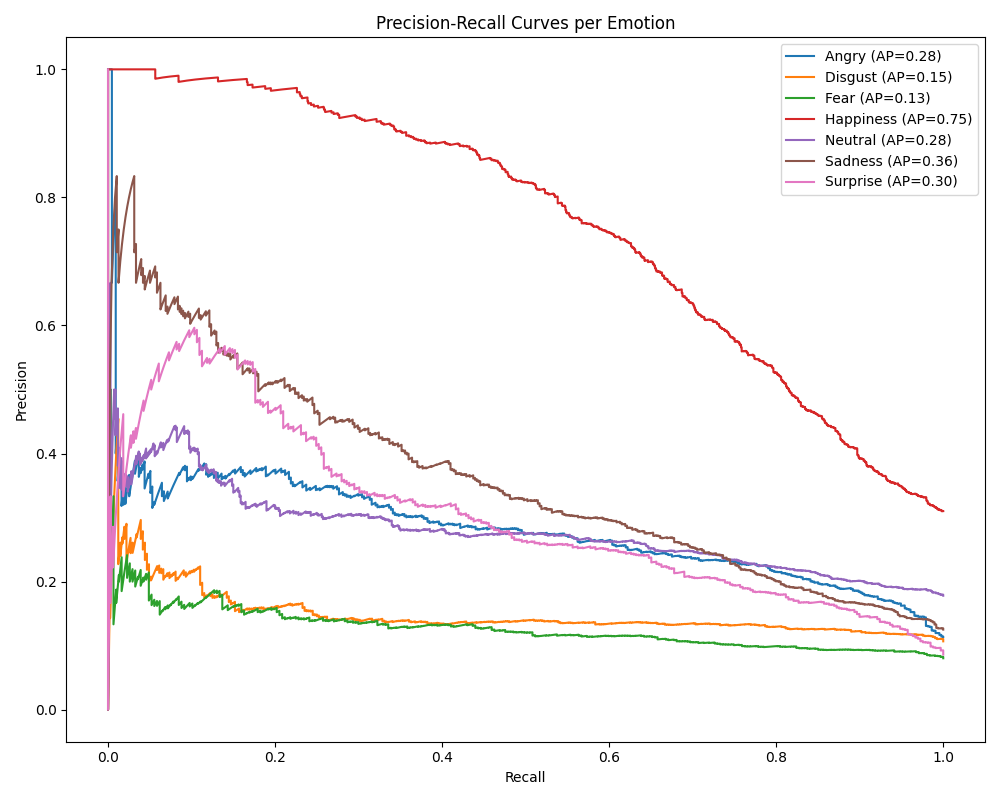 Precision-Recall Curves per Emotion
Precision
1.0
0.8
0.6
0.4
0.2
0.0
Angry (AP=0.28)
Disgust (AP=0.15)
Fear (AP=0.13)
Happiness (AP=0.75)
Neutral (AP=0.28)
Sadness (AP=0.36)
Surprise (AP=0.30)
0.0 0.2 0.4 0.6 0.8 1.0
Recall